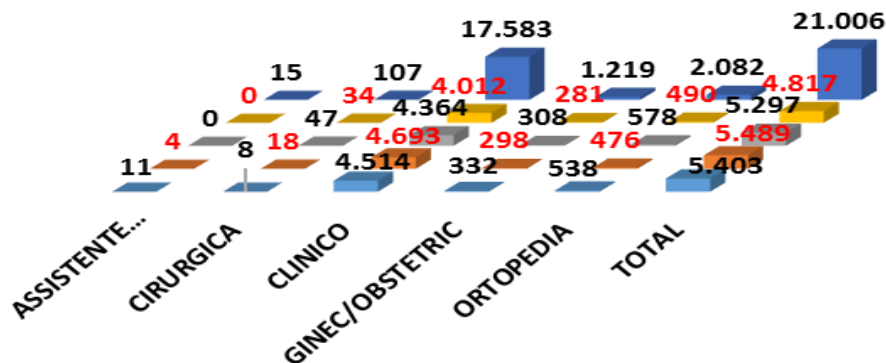 21.006
17.583
15 107 1.219 2.082
0 34 4.012 281 490 4.817
0 47 4.364 308 578 5.297
4 18 4.693 298 476 5.489
11 8 4.514 332 538 5.403
ASSISTENTE...
CIRURGICA
CLINICO
GINEC/OBSTETRIC
ORTOPEDIA
TOTAL